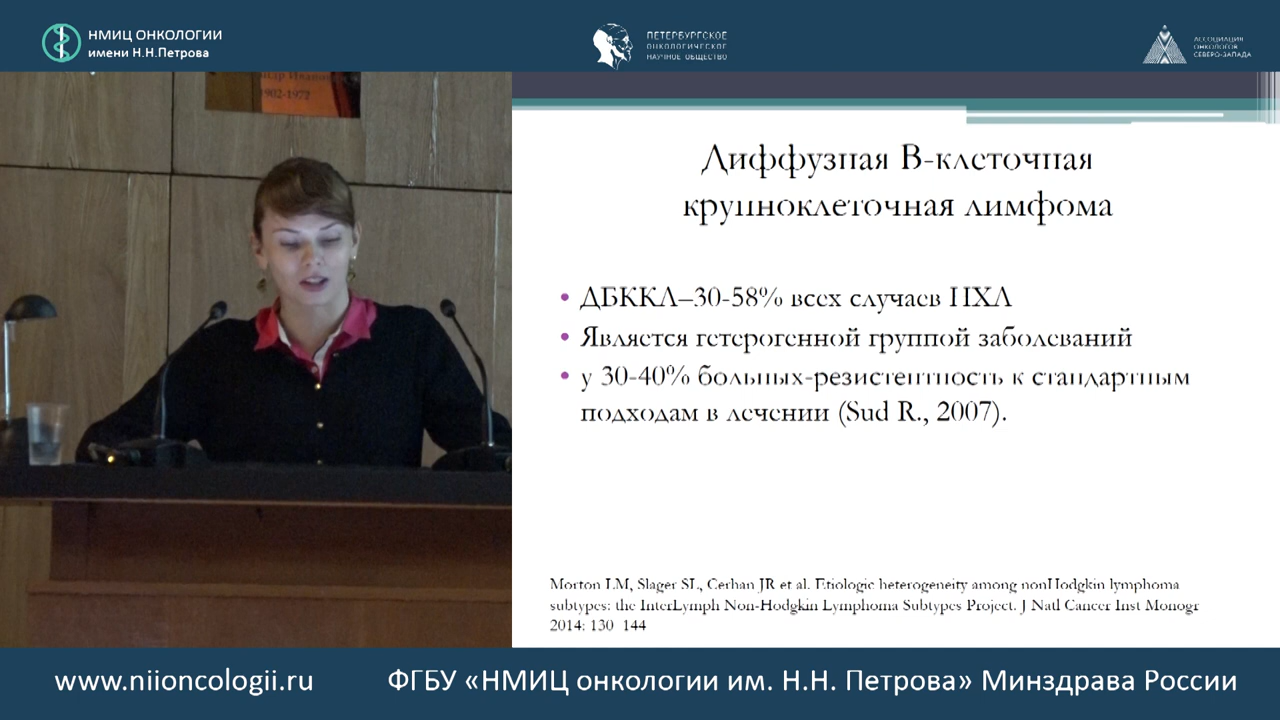 НМИЦ ОНКОЛОГИИ
имени Н.Н.Петрова
ПЕТЕРБУРГСКОЕ
ОНКОЛОГИЧЕСКОЕ
НАУЧНОЕ ОБЩЕСТВО
АССОЦИАЦИЯ
ОНКОЛОГОВ
СЕВЕРО-ЗАПАДА
1902-1972
Диффузная В-клеточная
крупноклеточная лимфома
• ДБККЛ–30-58% всех случаев НХЛ
• Является гетерогенной группой заболеваний
• у 30-40% больных-резистентность к стандартным
подходам в лечении (Sud R., 2007).
Morton LM, Slager SL, Cerhan JR et al. Etiologic heterogeneity among nonHodgkin lymphoma
subtypes: the InterLymph Non-Hodgkin Lymphoma Subtypes Project. J Natl Cancer Inst Monogr
2014: 130–144
www.niioncologii.ru
ФГБУ «НМИЦ онкологии им. Н.Н. Петрова» Минздрава России